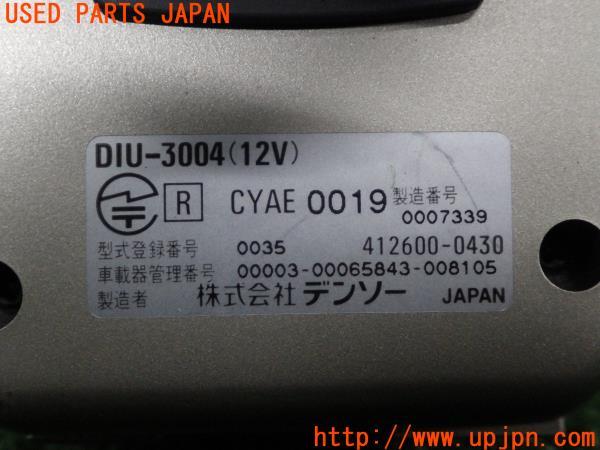 USED PARTS JAPAN
DIU-3004(12V)
R CYAE 0019 製造番号
0007339
型式登録番号 0035 412600-0430
車載器管理番号 00003-00065843-008105
製造者 株式会社 デンソー JAPAN
UPJ
http://www.upjpn.com/